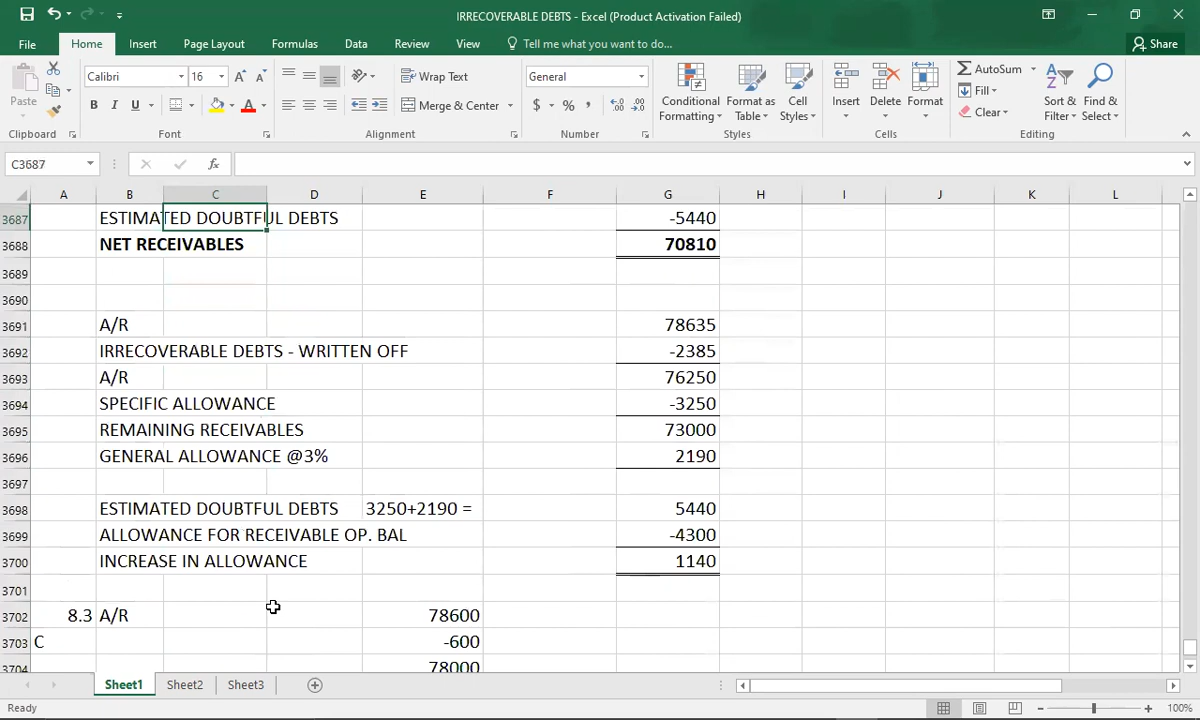 IRRECOVERABLE DEBTS - Excel (Product Activation Failed)
File Home Insert Page Layout Formulas Data Review View Tell me what you want to do... Share
Paste Calibri 16 A A Wrap Text General Conditional Formatting Format as Table Cell Styles Insert Delete Format AutoSum Fill Clear Sort & Filter Find & Select
B I U A Merge & Center $ % ,
Clipboard Font Alignment Number Styles Cells Editing
C3687 fx
A B C D E F G H I J K L
3687 ESTIMATED DOUBTFUL DEBTS -5440
3688 NET RECEIVABLES 70810
3689
3690
3691 A/R 78635
3692 IRRECOVERABLE DEBTS - WRITTEN OFF -2385
3693 A/R 76250
3694 SPECIFIC ALLOWANCE -3250
3695 REMAINING RECEIVABLES 73000
3696 GENERAL ALLOWANCE @3% 2190
3697
3698 ESTIMATED DOUBTFUL DEBTS 3250+2190 = 5440
3699 ALLOWANCE FOR RECEIVABLE OP. BAL -4300
3700 INCREASE IN ALLOWANCE 1140
3701
3702 8.3 A/R 78600
3703 C -600
3704 78000
Sheet1 Sheet2 Sheet3
Ready 100%